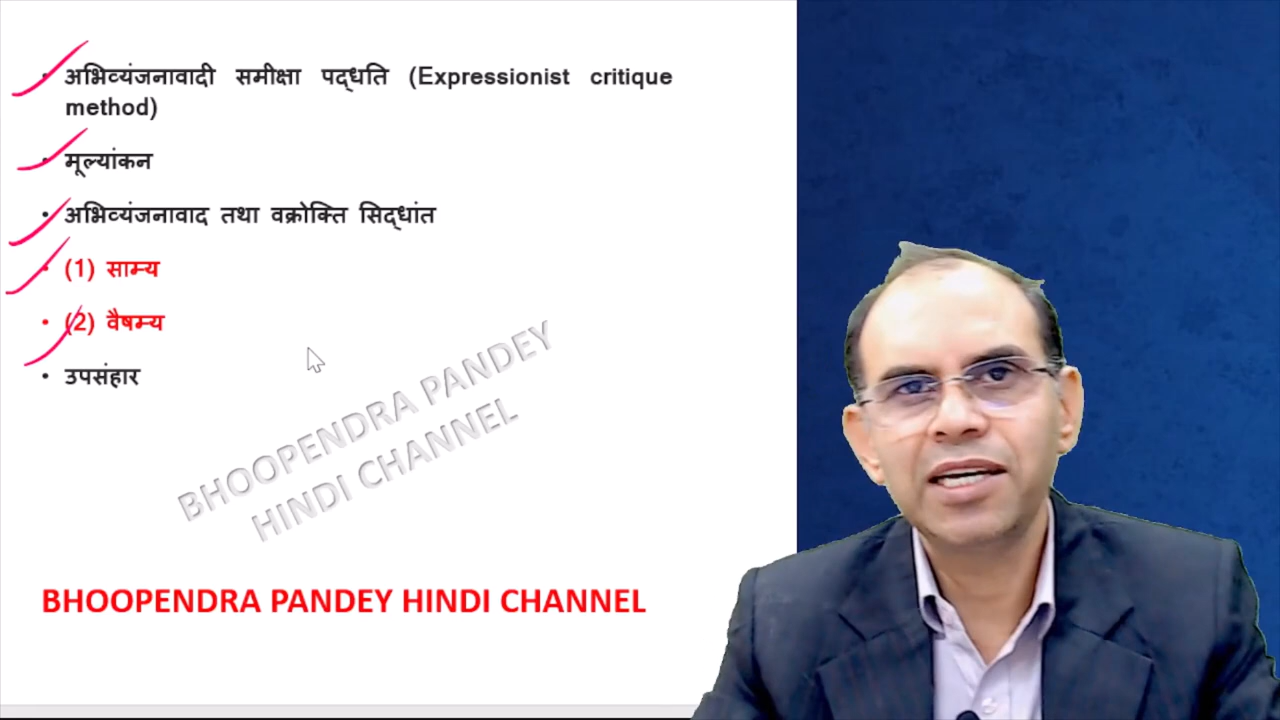 • अभिव्यंजनावादी समीक्षा पद्धति (Expressionist critique
method)
• मूल्यांकन
• अभिव्यंजनावाद तथा वक्रोक्ति सिद्धांत
• (1) साम्य
• (2) वैषम्य
• उपसंहार
BHOOPENDRA PANDEY
HINDI CHANNEL
BHOOPENDRA PANDEY HINDI CHANNEL